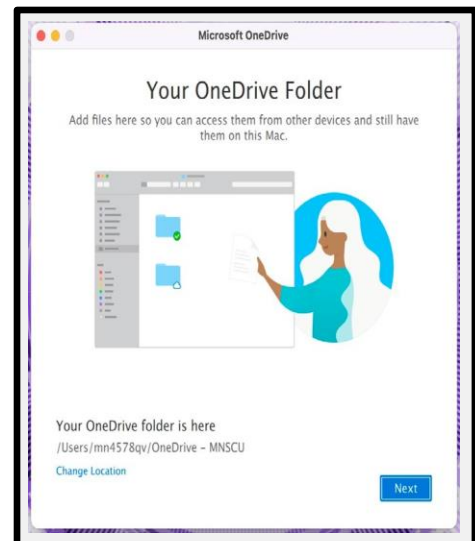 Microsoft OneDrive
Your OneDrive Folder
Add files here so you can access them from other devices and still have
them on this Mac.
Your OneDrive folder is here
/Users/mn4578qv/OneDrive – MNSCU
Change Location
Next